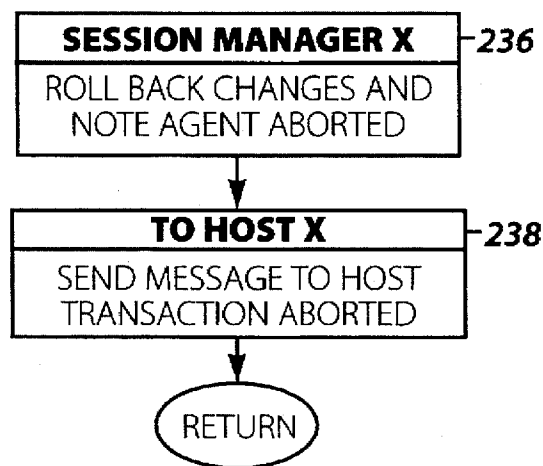 SESSION MANAGER X
236
ROLL BACK CHANGES AND
NOTE AGENT ABORTED
TO HOST X
238
SEND MESSAGE TO HOST
TRANSACTION ABORTED
RETURN